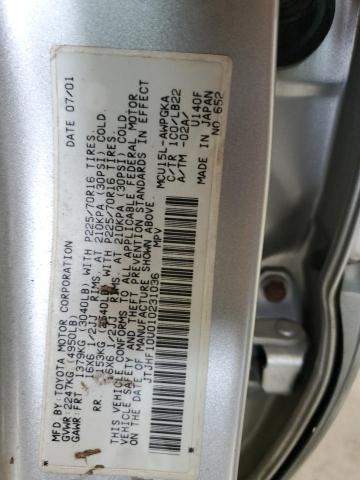 MFD.BY:TOYOTA MOTOR CORPORATION DATE 07/01
GVWR:2247KG(4950LB)
GAWR:FRT. 1379KG(3040LB)WITH P225/70R16 TIRES.
16X6 1/2JJ RIMS. AT 210KPA(30PSI)COLD.
RR. 1153KG(2540LB)WITH P225/70R16 TIRES.
16X6 1/2JJ RIMS. AT 210KPA(30PSI)COLD.
THIS VEHICLE CONFORMS TO ALL APPLICABLE FEDERAL MOTOR
VEHICLE SAFETY AND THEFT PREVENTION STANDARDS IN EFFECT
ON THE DATE OF MANUFACTURE SHOWN ABOVE.
JTJHF10U010231036 MPV
MCU15L-AWPGKA
C/TR 1C0/LB22
A/TM -02A/ U140F
MADE IN JAPAN
NO 652